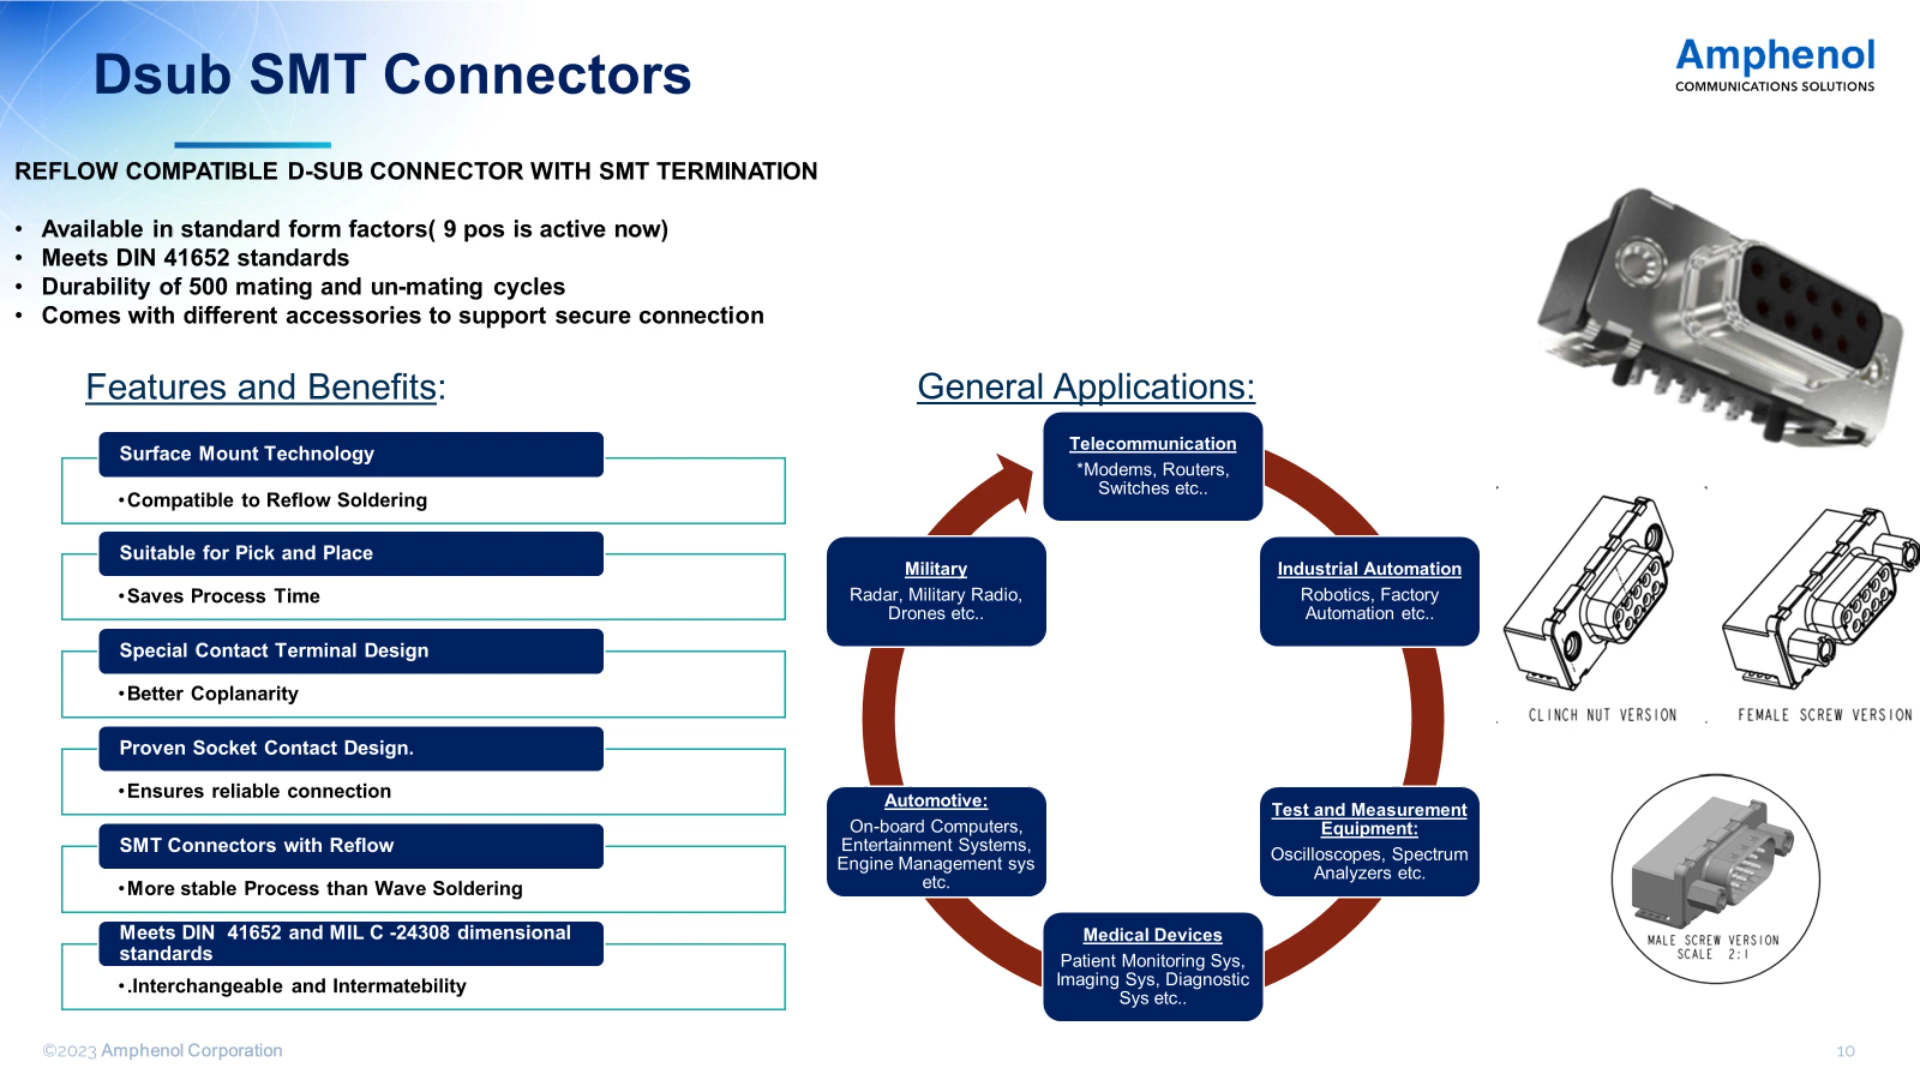 Dsub SMT Connectors
Amphenol
COMMUNICATIONS SOLUTIONS
REFLOW COMPATIBLE D-SUB CONNECTOR WITH SMT TERMINATION
• Available in standard form factors( 9 pos is active now)
• Meets DIN 41652 standards
• Durability of 500 mating and un-mating cycles
• Comes with different accessories to support secure connection
Features and Benefits:
Surface Mount Technology
•Compatible to Reflow Soldering
Suitable for Pick and Place
•Saves Process Time
Special Contact Terminal Design
•Better Coplanarity
Proven Socket Contact Design.
•Ensures reliable connection
SMT Connectors with Reflow
•More stable Process than Wave Soldering
Meets DIN 41652 and MIL C -24308 dimensional
standards
•.Interchangeable and Intermatebility
General Applications:
Telecommunication
*Modems, Routers,
Switches etc..
Industrial Automation
Robotics, Factory
Automation etc..
Test and Measurement
Equipment:
Oscilloscopes, Spectrum
Analyzers etc.
Medical Devices
Patient Monitoring Sys,
Imaging Sys, Diagnostic
Sys etc..
Automotive:
On-board Computers,
Entertainment Systems,
Engine Management sys
etc.
Military
Radar, Military Radio,
Drones etc..
CLINCH NUT VERSION
FEMALE SCREW VERSION
MALE SCREW VERSION
SCALE 2:1
©2023 Amphenol Corporation
10